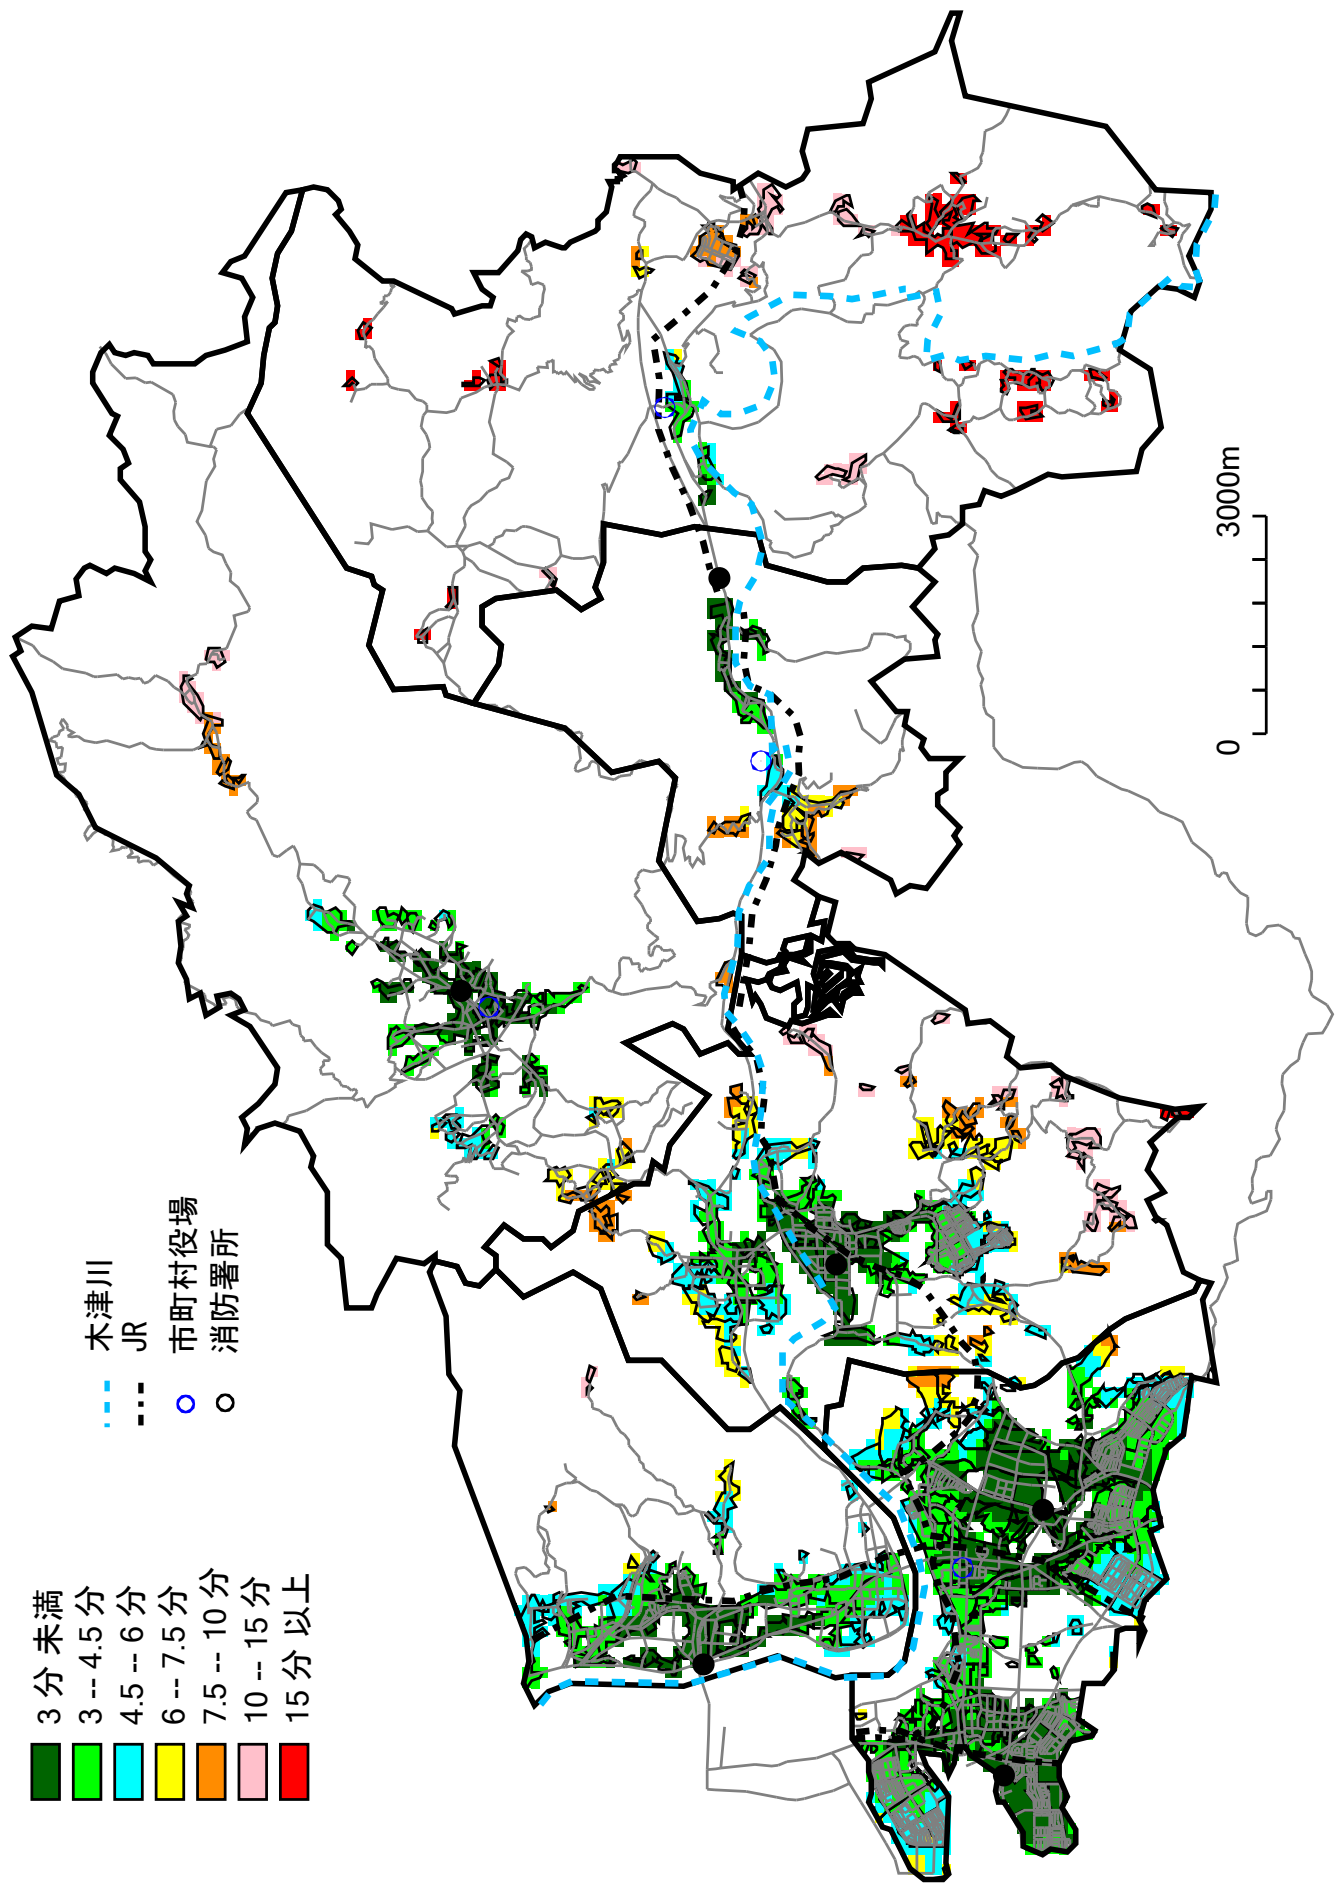 3 分 未満
3 -- 4.5 分
4.5 -- 6 分
6 -- 7.5 分
7.5 -- 10 分
10 -- 15 分
15 分 以上
木津川
JR
市町村役場
消防署所
0 3000m